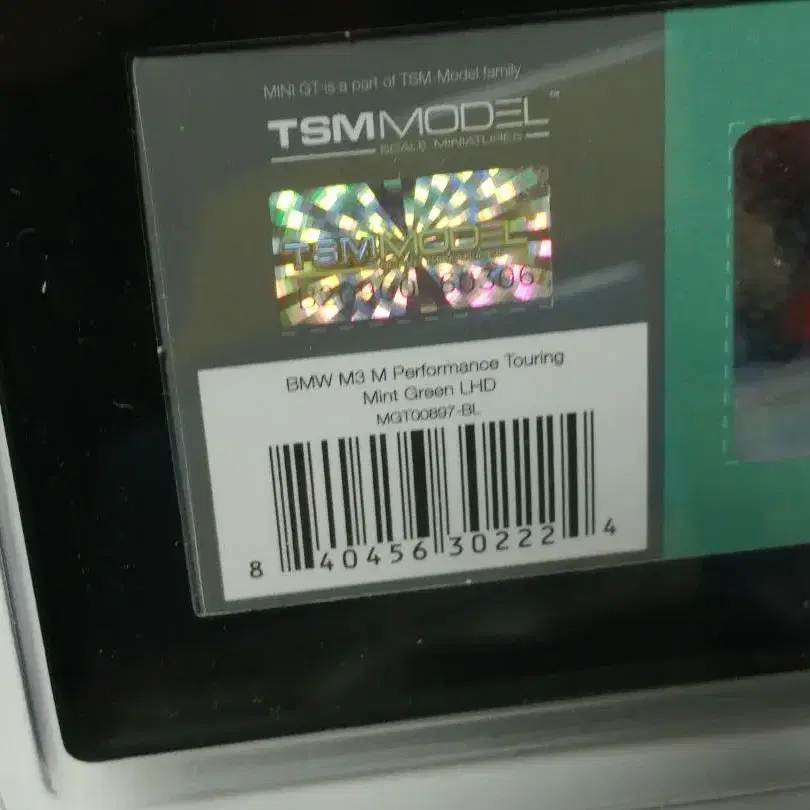 MINI GT is a part of TSM-Model family
TSMMODEL™
SCALE MINIATURES
TSMMODEL
BMW M3 M Performance Touring
Mint Green LHD
MGT00897-BL
8 40456 30222 4